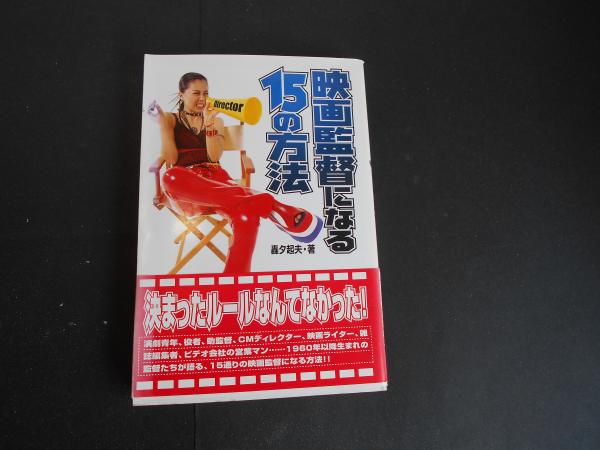 映画監督になる
15の方法
Director
轟夕起夫・著
決まったルールなんてなかった!
演劇青年、役者、助監督、CMディレクター、映画ライター、雑
誌編集者、ビデオ会社の営業マン……1960年以降生まれの
監督たちが語る、15通りの映画監督になる方法!!